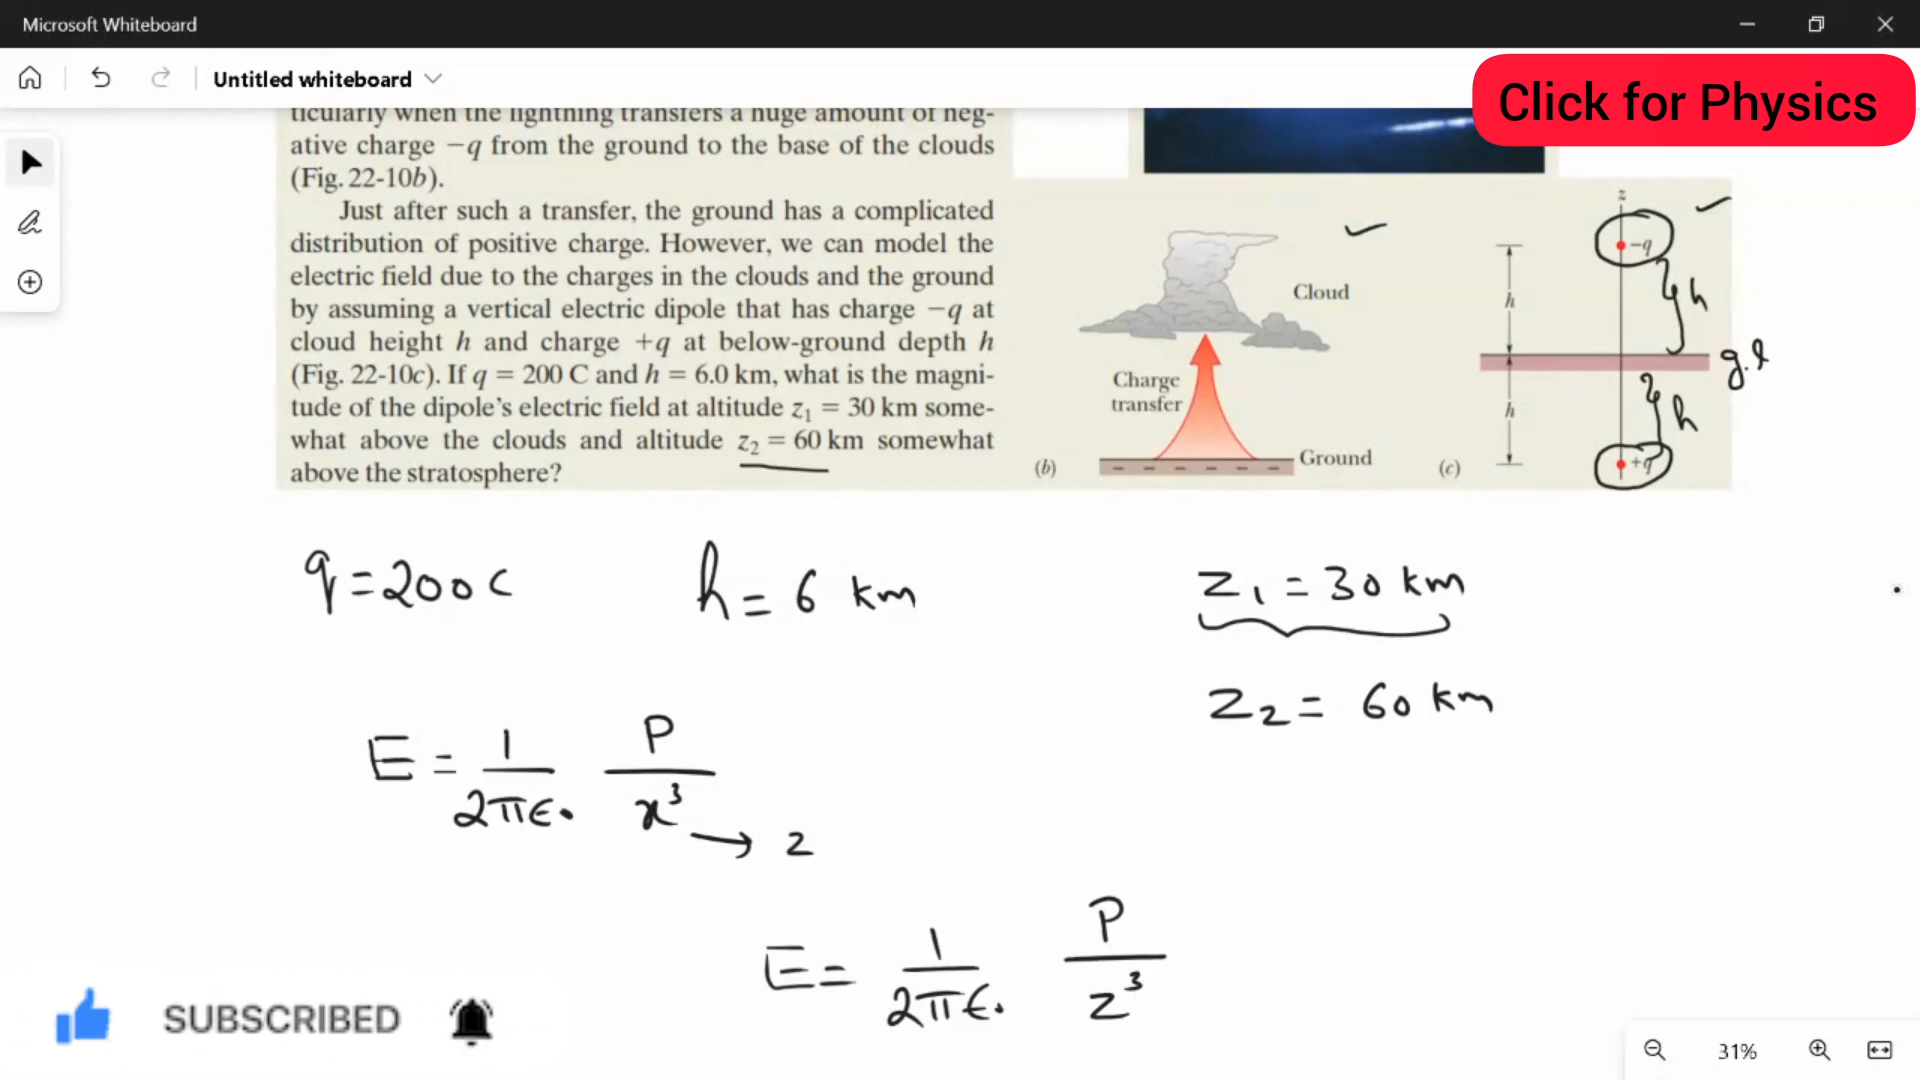 Microsoft Whiteboard
Untitled whiteboard
Click for Physics
ticularly when the lightning transfers a huge amount of neg-
ative charge −q from the ground to the base of the clouds
(Fig. 22-10b).
Just after such a transfer, the ground has a complicated
distribution of positive charge. However, we can model the
electric field due to the charges in the clouds and the ground
by assuming a vertical electric dipole that has charge −q at
cloud height h and charge +q at below-ground depth h
(Fig. 22-10c). If q = 200 C and h = 6.0 km, what is the magni-
tude of the dipole's electric field at altitude z₁ = 30 km some-
what above the clouds and altitude z₂ = 60 km somewhat
above the stratosphere?
Cloud
Charge
transfer
Ground
(b)
z
−q
h
h
g.l
h
h
+q
(c)
q = 200 C
h = 6 km
z₁ = 30 km
z₂ = 60 km
E = 1/2πϵ₀ P/x³ → z
E = 1/2πϵ₀ P/z³
SUBSCRIBED
31%